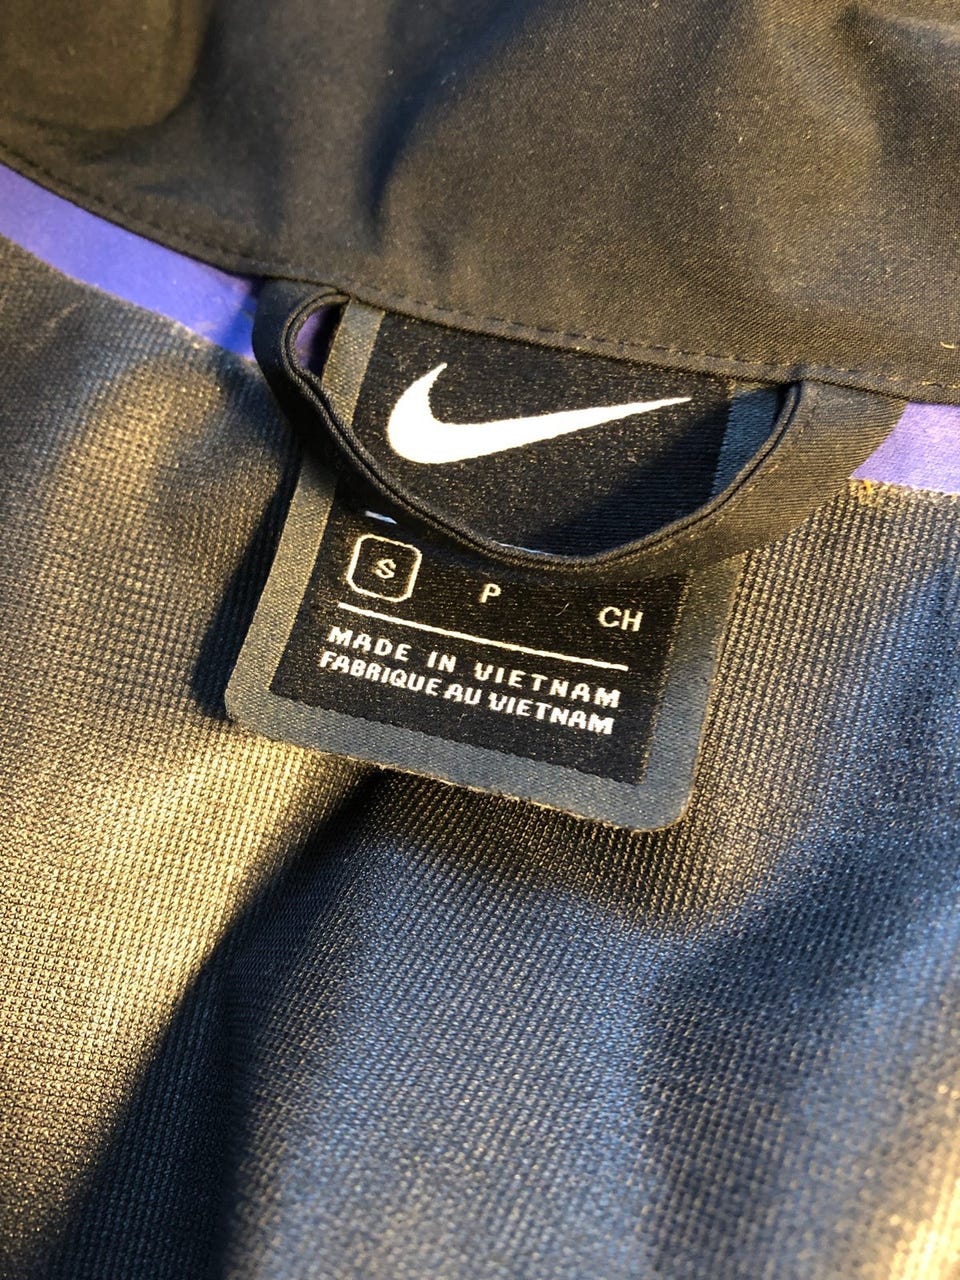 S P CH
MADE IN VIETNAM
FABRIQUE AU VIETNAM